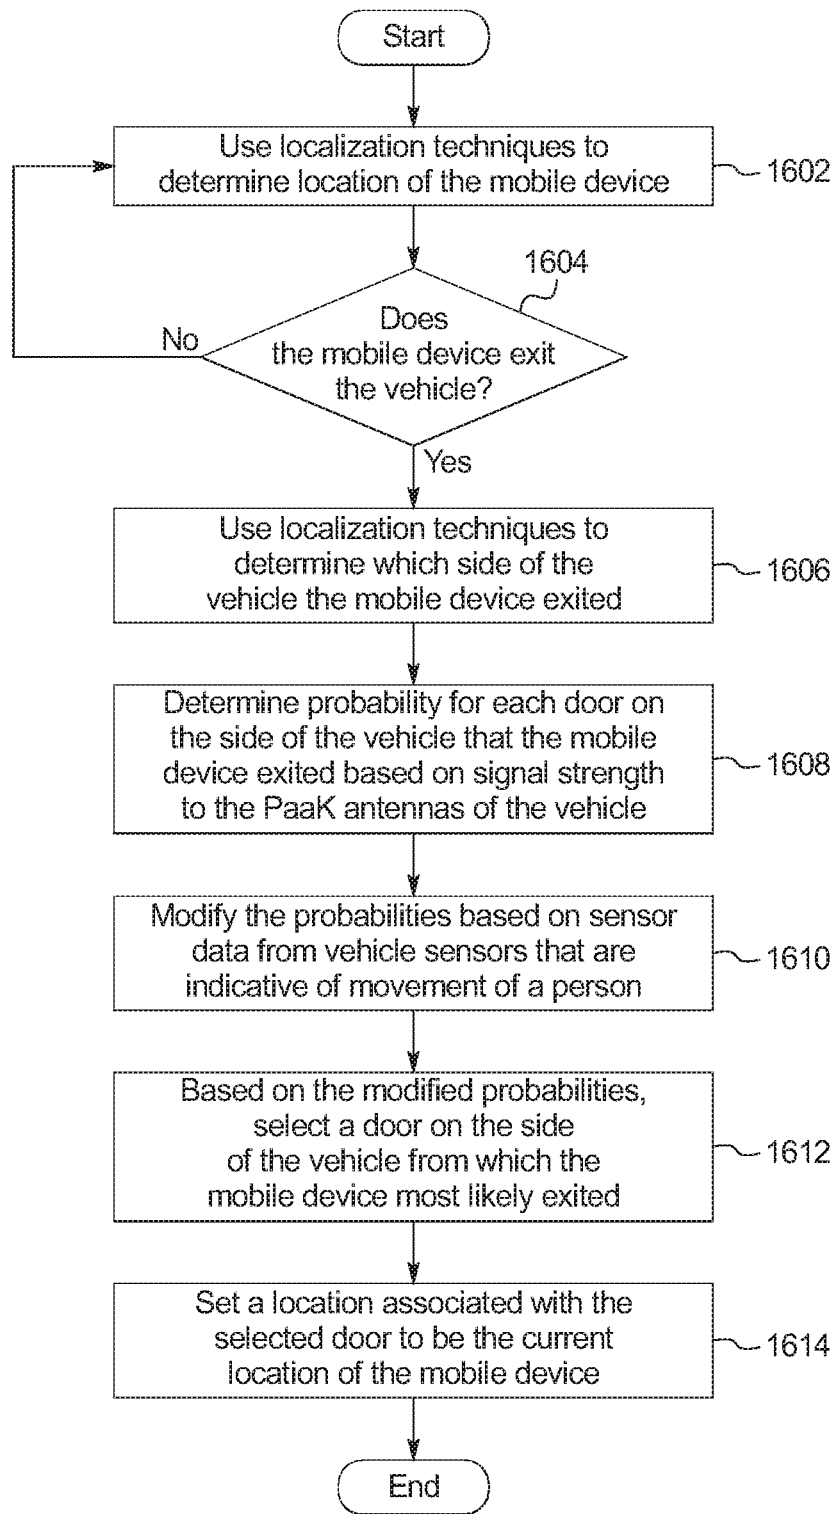 Start
Use localization techniques to
determine location of the mobile device
1602
1604
Does
the mobile device exit
the vehicle?
No
Yes
Use localization techniques to
determine which side of the
vehicle the mobile device exited
1606
Determine probability for each door on
the side of the vehicle that the mobile
device exited based on signal strength
to the PaaK antennas of the vehicle
1608
Modify the probabilities based on sensor
data from vehicle sensors that are
indicative of movement of a person
1610
Based on the modified probabilities,
select a door on the side
of the vehicle from which the
mobile device most likely exited
1612
Set a location associated with the
selected door to be the current
location of the mobile device
1614
End